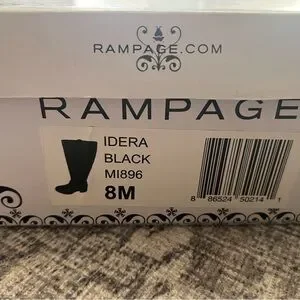 RAMPAGE.COM
RAMPAGE
IDERA
BLACK
MI896
8M
8 86524 50214 1